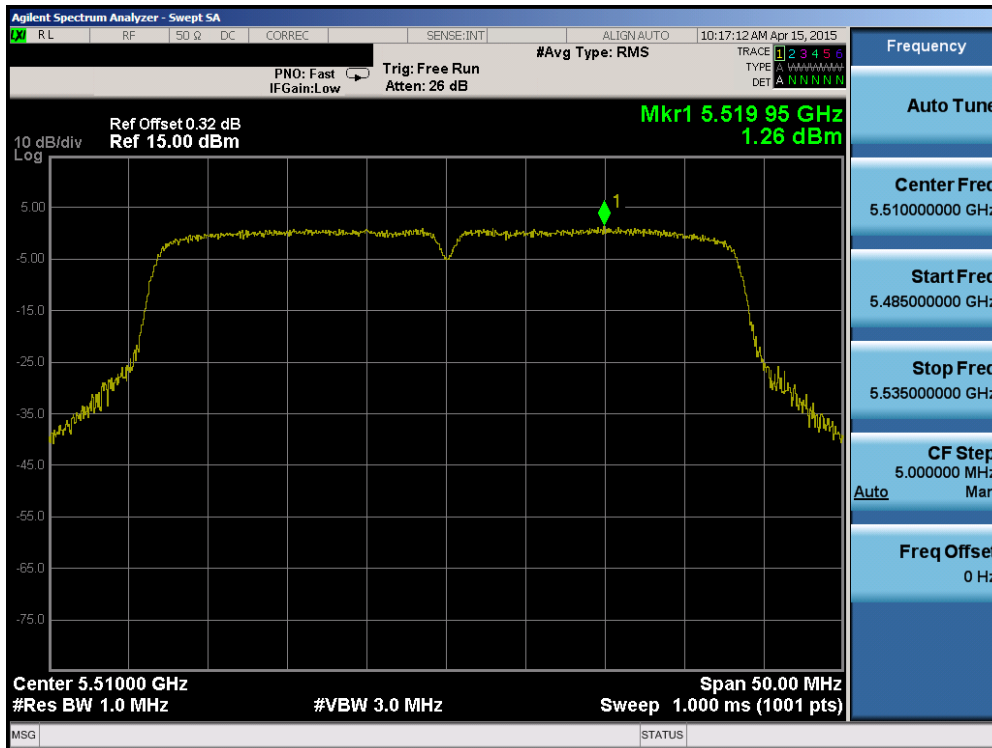 Agilent Spectrum Analyzer - Swept SA
LXI RL RF 50 Ω DC CORREC SENSE:INT ALIGN AUTO 10:17:12 AM Apr 15, 2015
#Avg Type: RMS TRACE 1 2 3 4 5 6
PNO: Fast Trig: Free Run TYPE A WWWWW
IFGain:Low Atten: 26 dB DET A N N N N N
Mkr1 5.519 95 GHz
1.26 dBm
Ref Offset 0.32 dB
10 dB/div Ref 15.00 dBm
Log
1
5.00
-5.00
-15.0
-25.0
-35.0
-45.0
-55.0
-65.0
-75.0
Center 5.51000 GHz Span 50.00 MHz
#Res BW 1.0 MHz #VBW 3.0 MHz Sweep 1.000 ms (1001 pts)
MSG STATUS
Frequency
Auto Tune
Center Freq
5.510000000 GHz
Start Freq
5.485000000 GHz
Stop Freq
5.535000000 GHz
CF Step
5.000000 MHz
Auto Man
Freq Offset
0 Hz